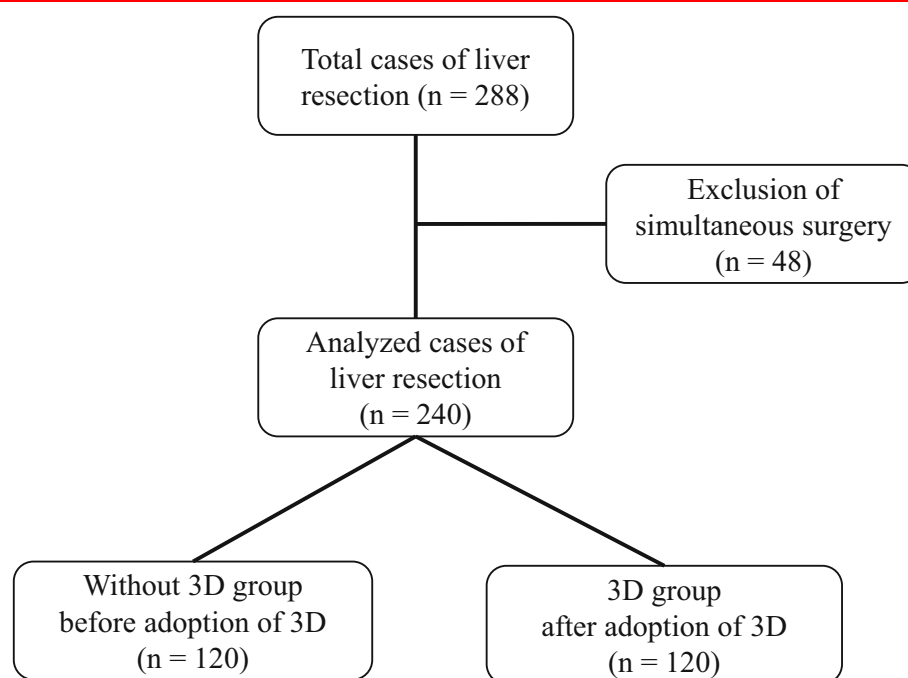 Total cases of liver
resection (n = 288)
Exclusion of
simultaneous surgery
(n = 48)
Analyzed cases of
liver resection
(n = 240)
Without 3D group
before adoption of 3D
(n = 120)
3D group
after adoption of 3D
(n = 120)